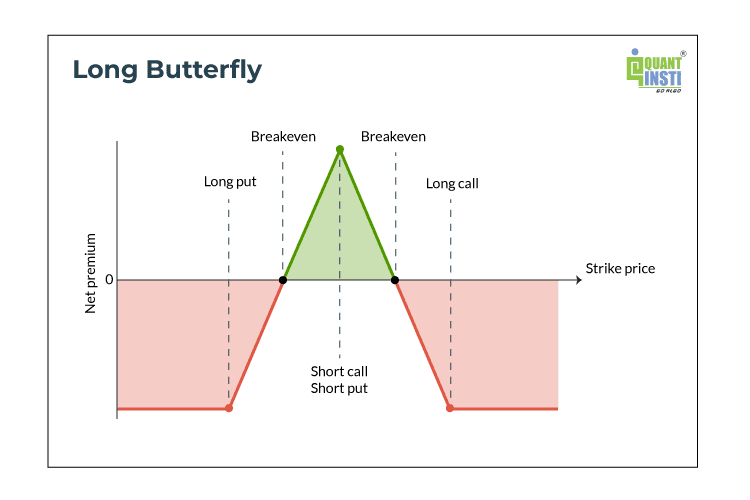 Long Butterfly
QUANT
INSTI
®
GO ALGO
Breakeven
Breakeven
Long put
Long call
Net premium
0
Strike price
Short call
Short put